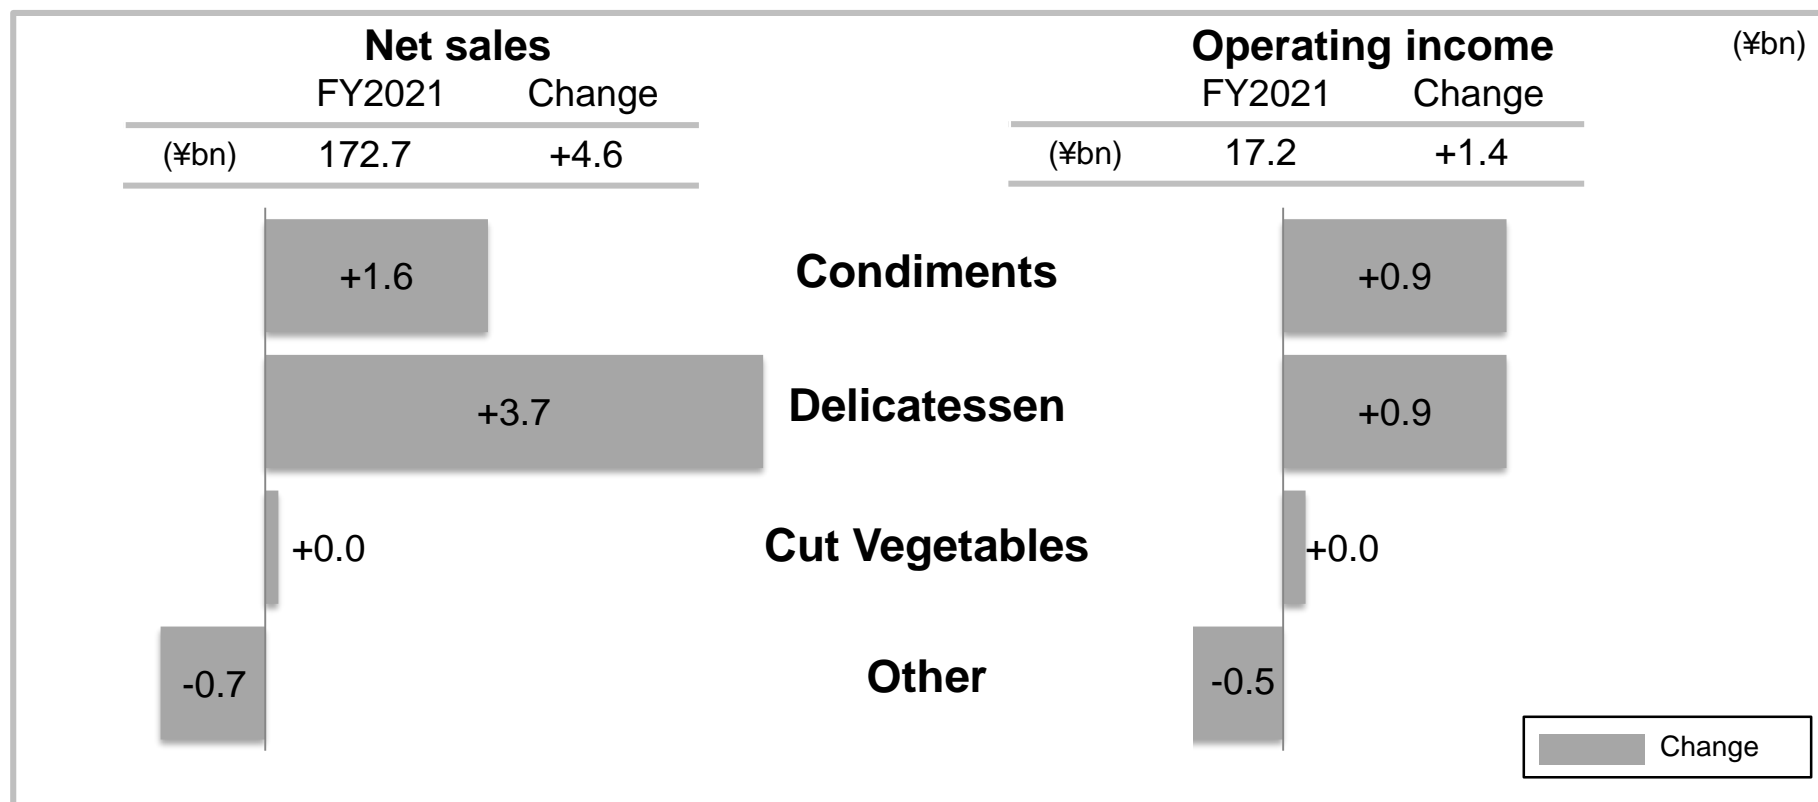 Net sales
Operating income
(¥bn)
FY2021 Change
FY2021 Change
(¥bn) 172.7 +4.6
(¥bn) 17.2 +1.4
+1.6 Condiments +0.9
+3.7 Delicatessen +0.9
+0.0 Cut Vegetables +0.0
-0.7 Other -0.5
Change